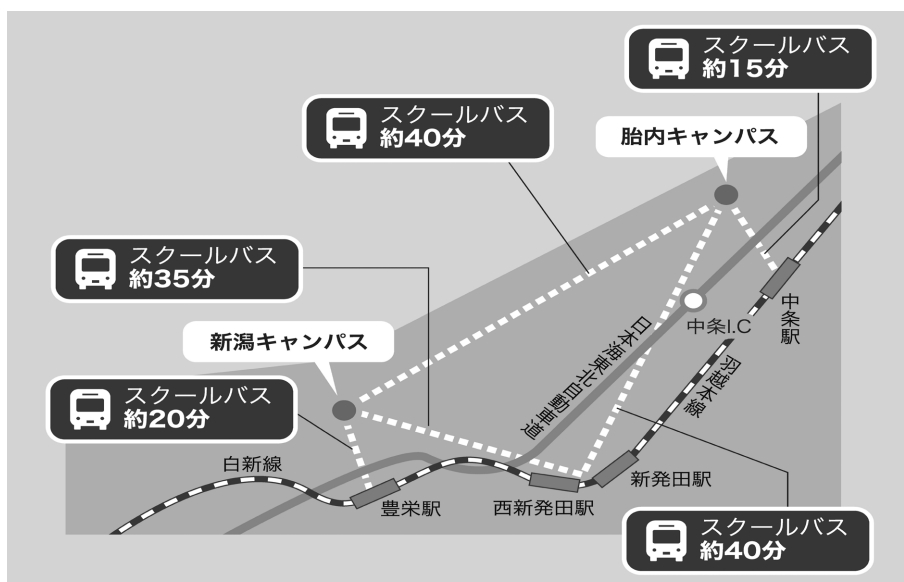 スクールバス
約15分
スクールバス
約40分
胎内キャンパス
スクールバス
約35分
中条I.C
中条駅
新潟キャンパス
日本海東北自動車道
羽越本線
スクールバス
約20分
白新線
豊栄駅
西新発田駅
新発田駅
スクールバス
約40分